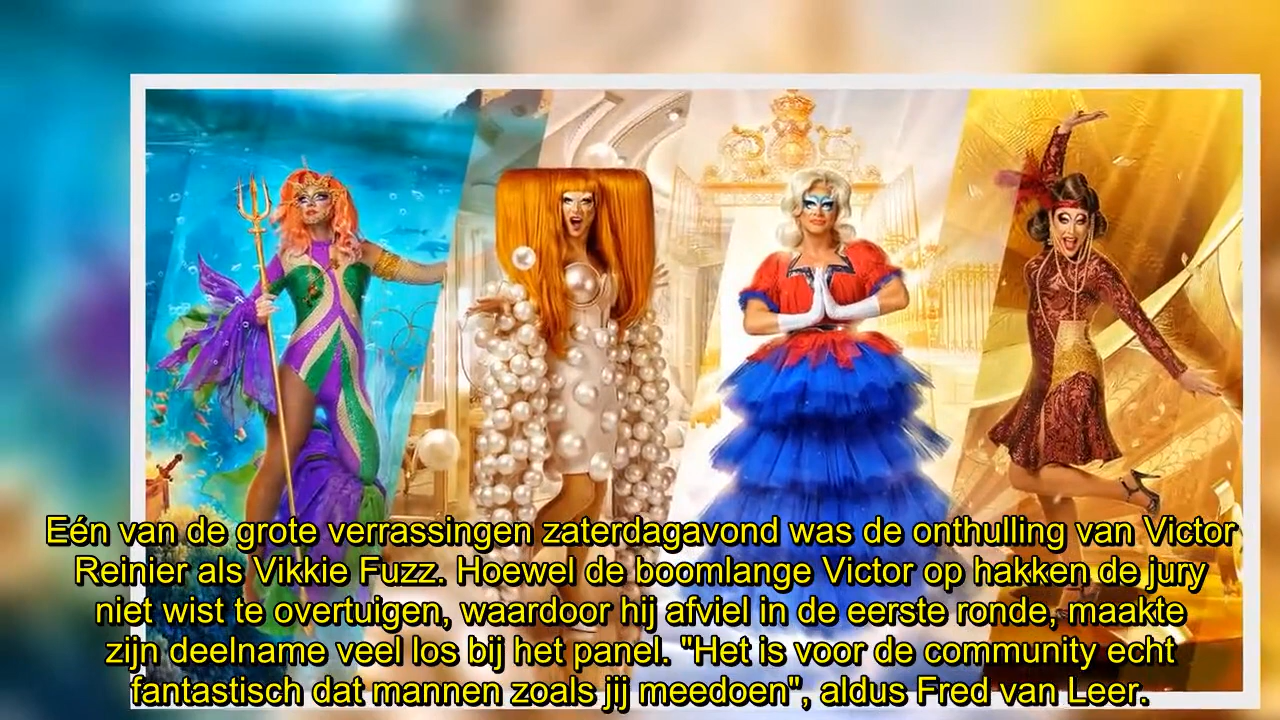 Eén van de grote verrassingen zaterdagavond was de onthulling van Victor
Reinier als Vikkie Fuzz. Hoewel de boomlange Victor op hakken de jury
niet wist te overtuigen, waardoor hij afviel in de eerste ronde, maakte
zijn deelname veel los bij het panel. "Het is voor de community echt
fantastisch dat mannen zoals jij meedoen", aldus Fred van Leer.